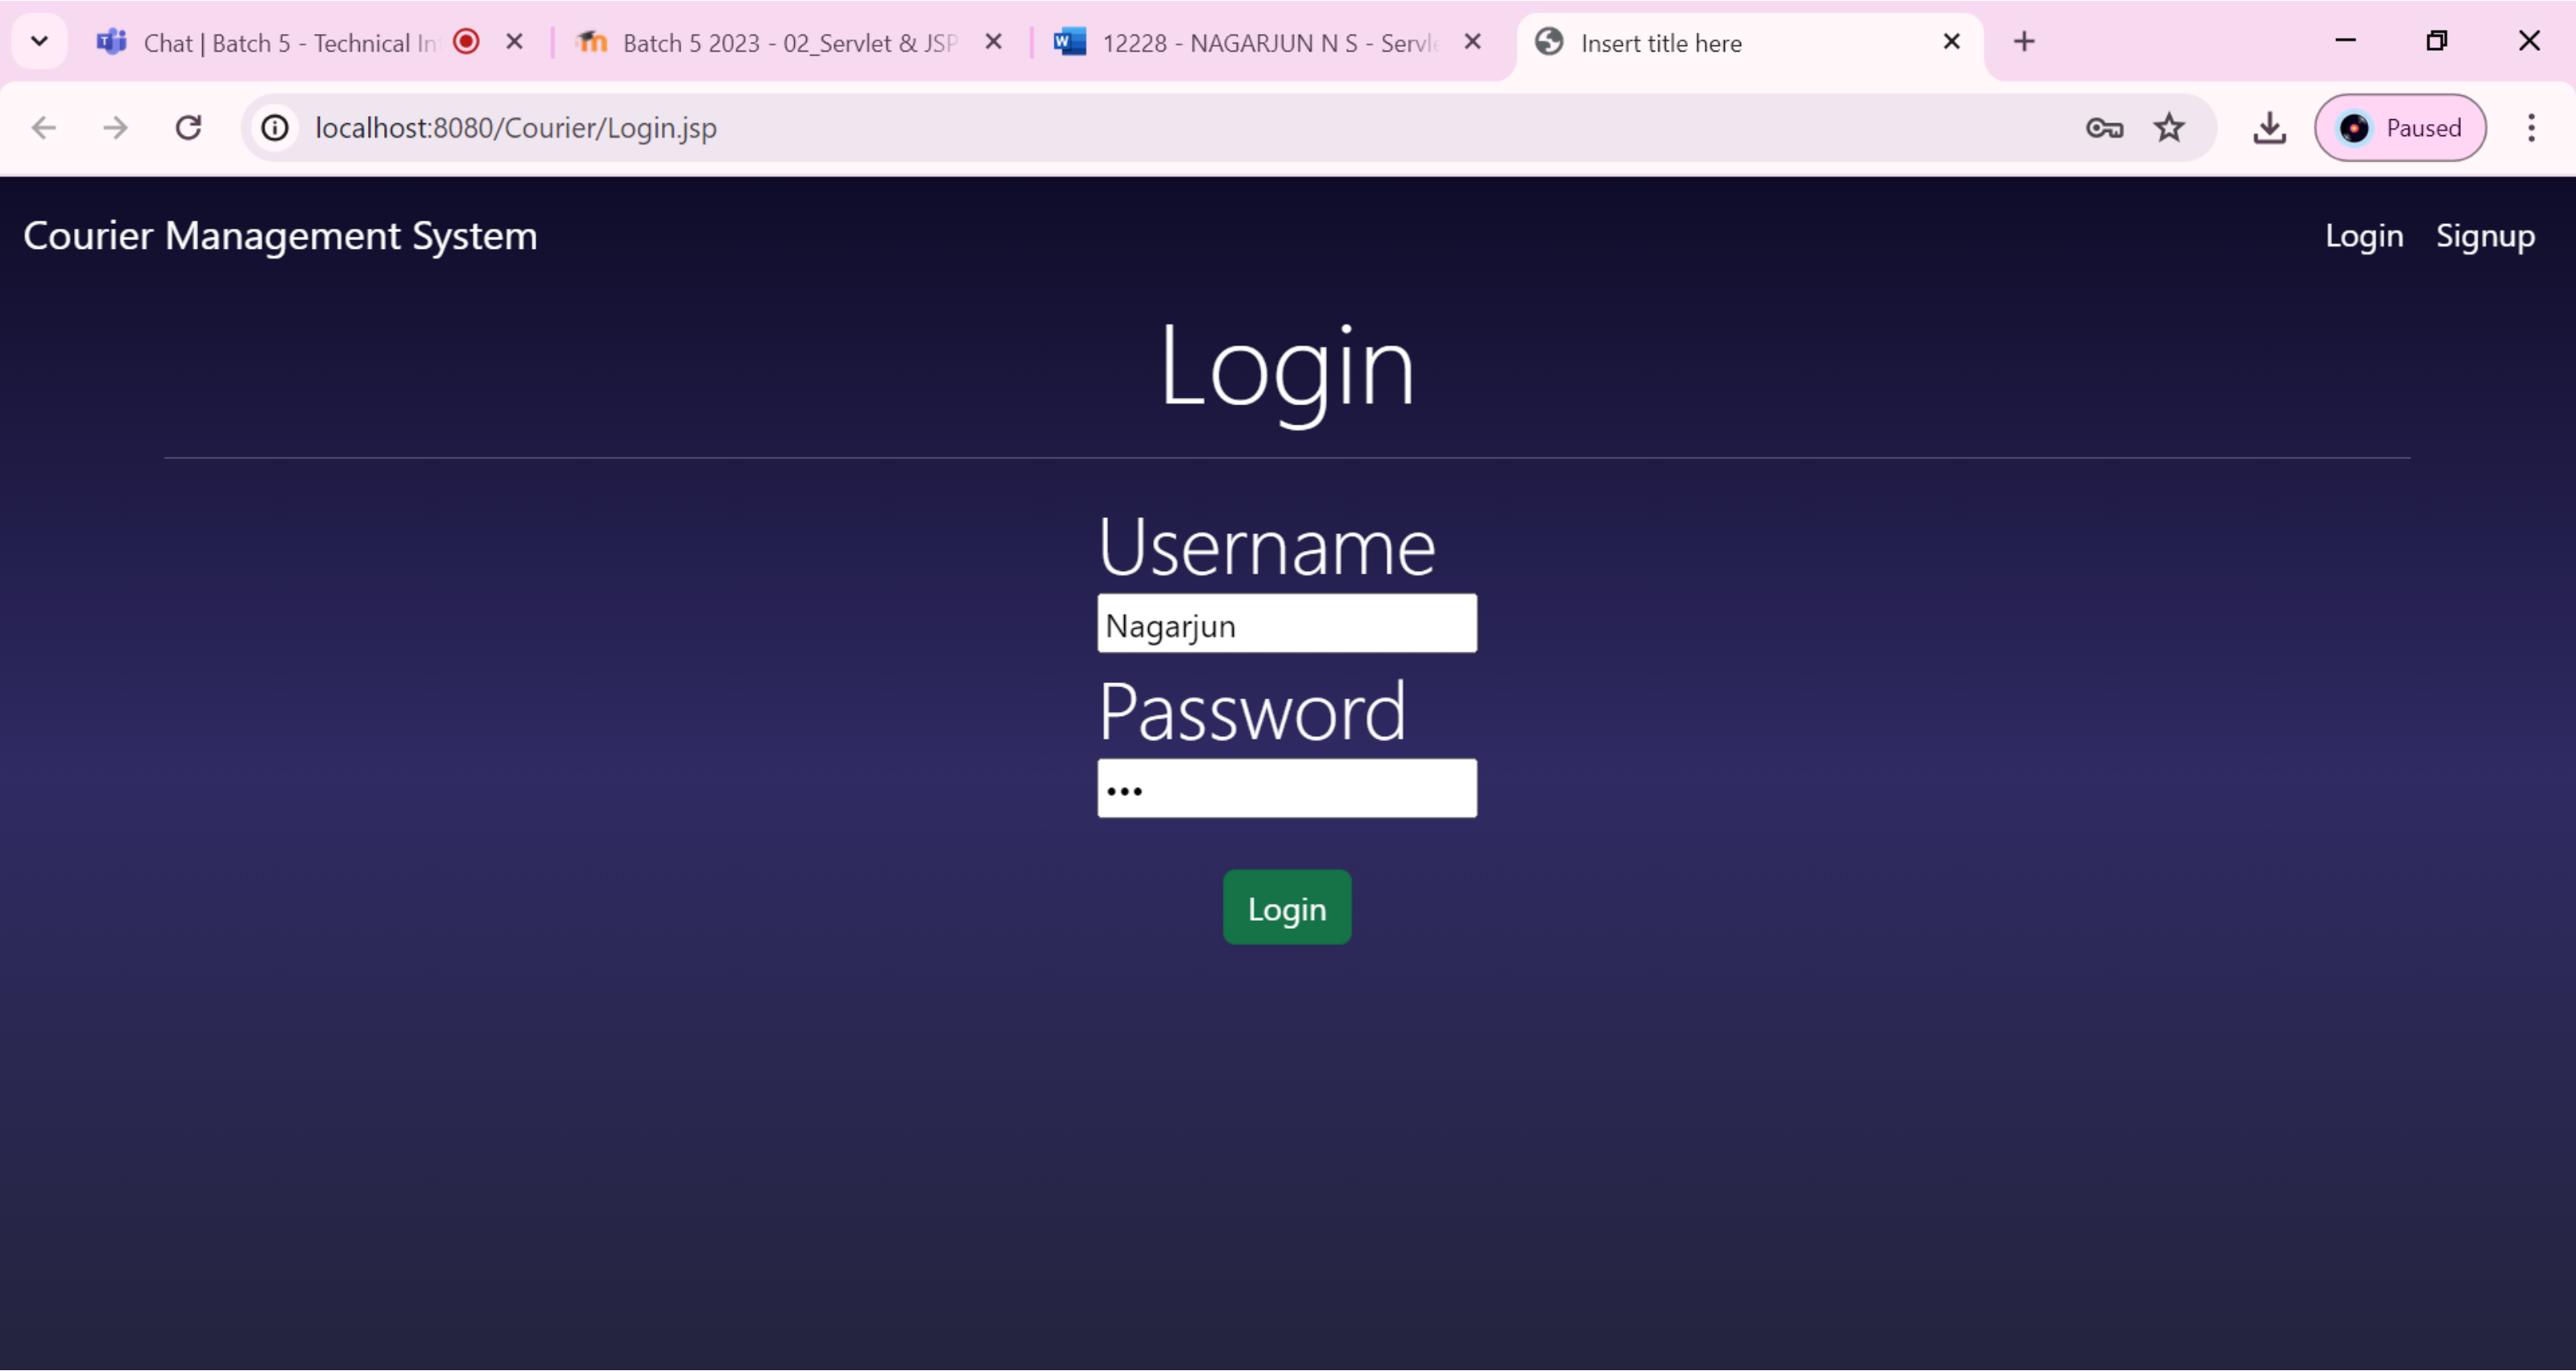 Chat | Batch 5 - Technical In
Batch 5 2023 - 02_Servlet & JSP
12228 - NAGARJUN N S - Servle
Insert title here
localhost:8080/Courier/Login.jsp
Paused
Courier Management System
Login Signup
Login
Username
Nagarjun
Password
•••
Login